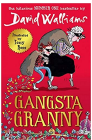 The hilarious NUMBER ONE bestseller by
David Walliams
Illustrated
by
Tony
Ross
GANGSTA
GRANNY